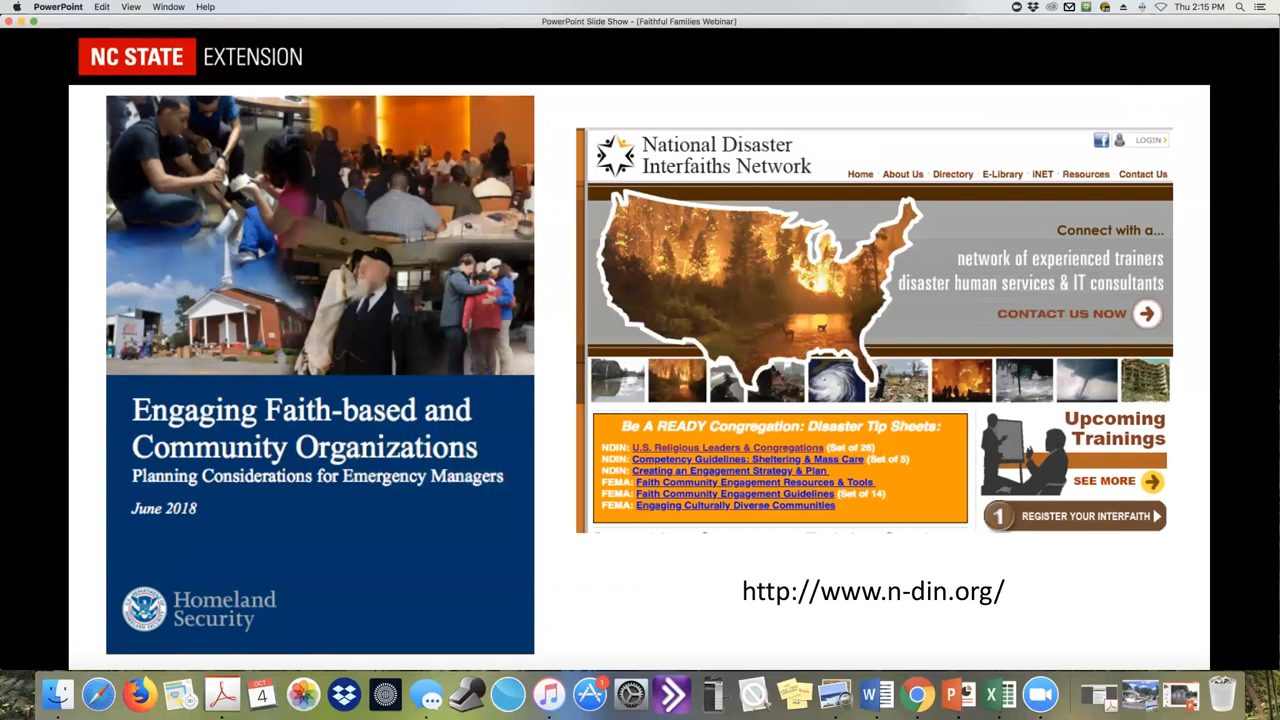 PowerPoint File Edit View Window Help
Thu 2:15 PM
PowerPoint Slide Show - [Faithful Families Webinar]
NC STATE EXTENSION
Engaging Faith-based and
Community Organizations
Planning Considerations for Emergency Managers
June 2018
Homeland
Security
National Disaster
Interfaiths Network
LOGIN
Home About Us Directory E-Library iNET Resources Contact Us
Connect with a...
network of experienced trainers
disaster human services & IT consultants
CONTACT US NOW
Be A READY Congregation: Disaster Tip Sheets:
NDIN: U.S. Religious Leaders & Congregations (Set of 26)
NDIN: Competency Guidelines: Sheltering & Mass Care (Set of 5)
NDIN: Creating an Engagement Strategy & Plan
FEMA: Faith Community Engagement Resources & Tools
FEMA: Faith Community Engagement Guidelines (Set of 14)
FEMA: Engaging Culturally Diverse Communities
Upcoming
Trainings
SEE MORE
1 REGISTER YOUR INTERFAITH
http://www.n-din.org/
OCT
4
1